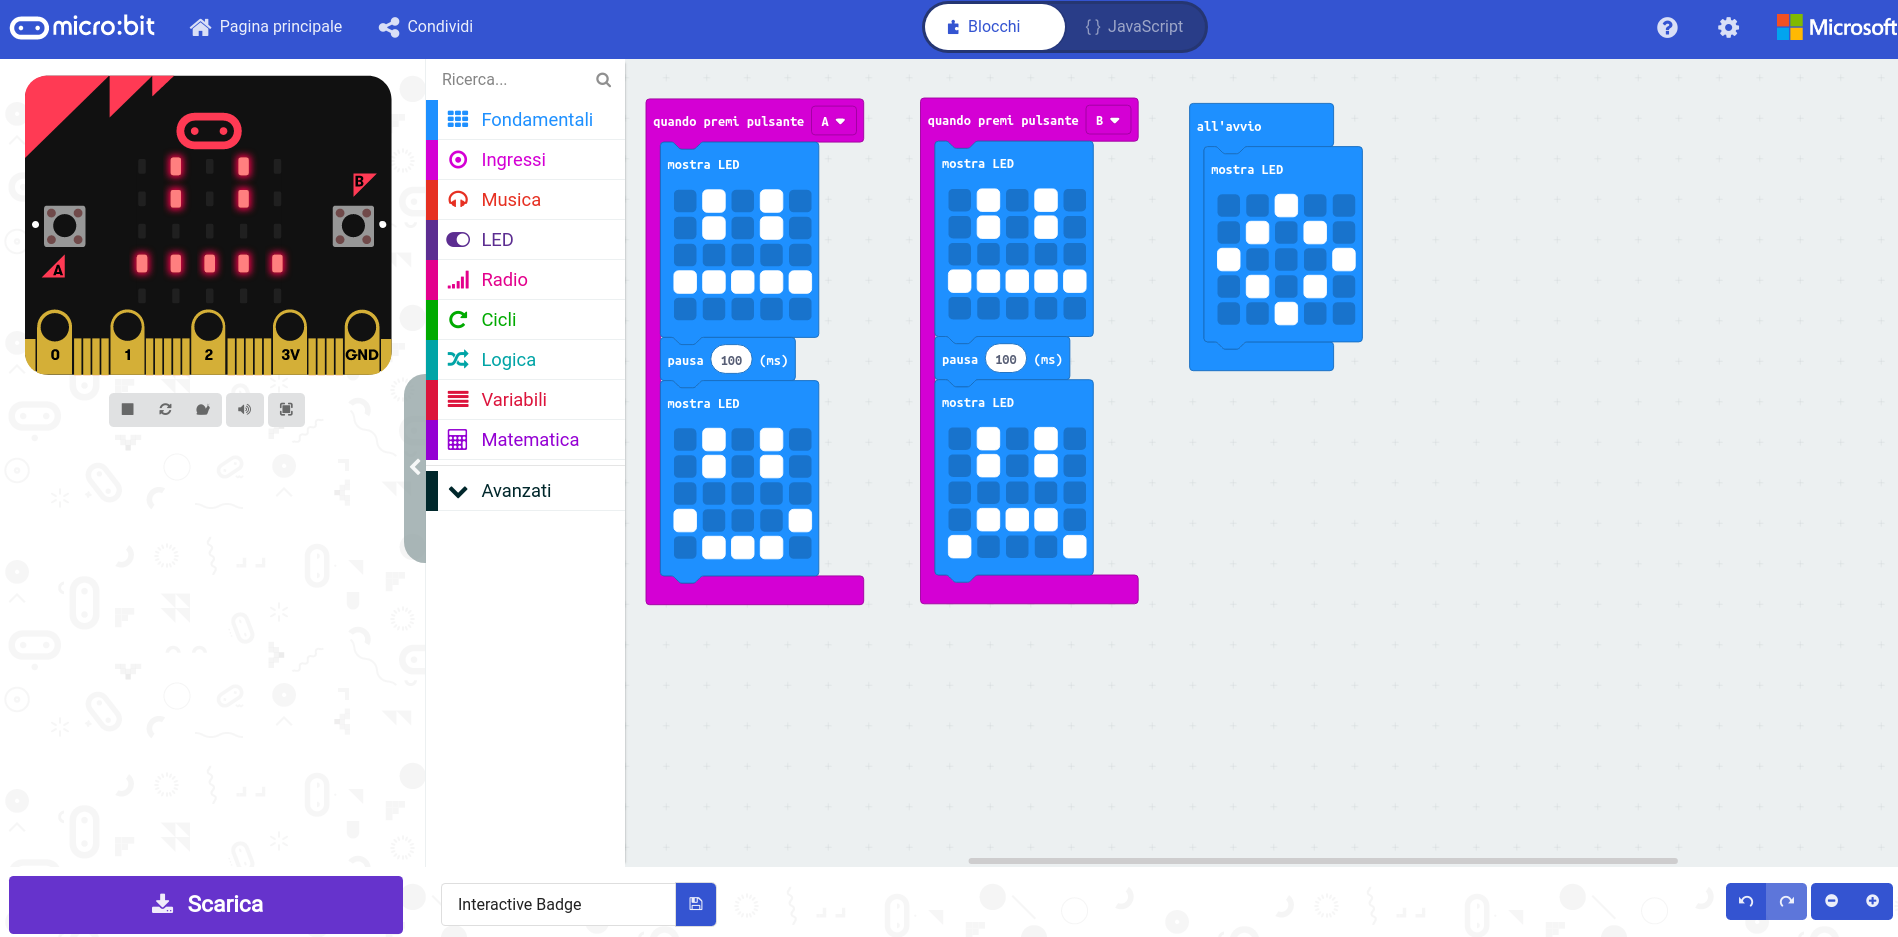 micro:bit
Pagina principale
Condividi
Blocchi
{ } JavaScript
Microsoft
Ricerca...
Fondamentali
Ingressi
Musica
LED
Radio
Cicli
Logica
Variabili
Matematica
Avanzati
B
A
0 1 2 3V GND
quando premi pulsante A
mostra LED
pausa 100 (ms)
mostra LED
quando premi pulsante B
mostra LED
pausa 100 (ms)
mostra LED
all'avvio
mostra LED
Scarica
Interactive Badge